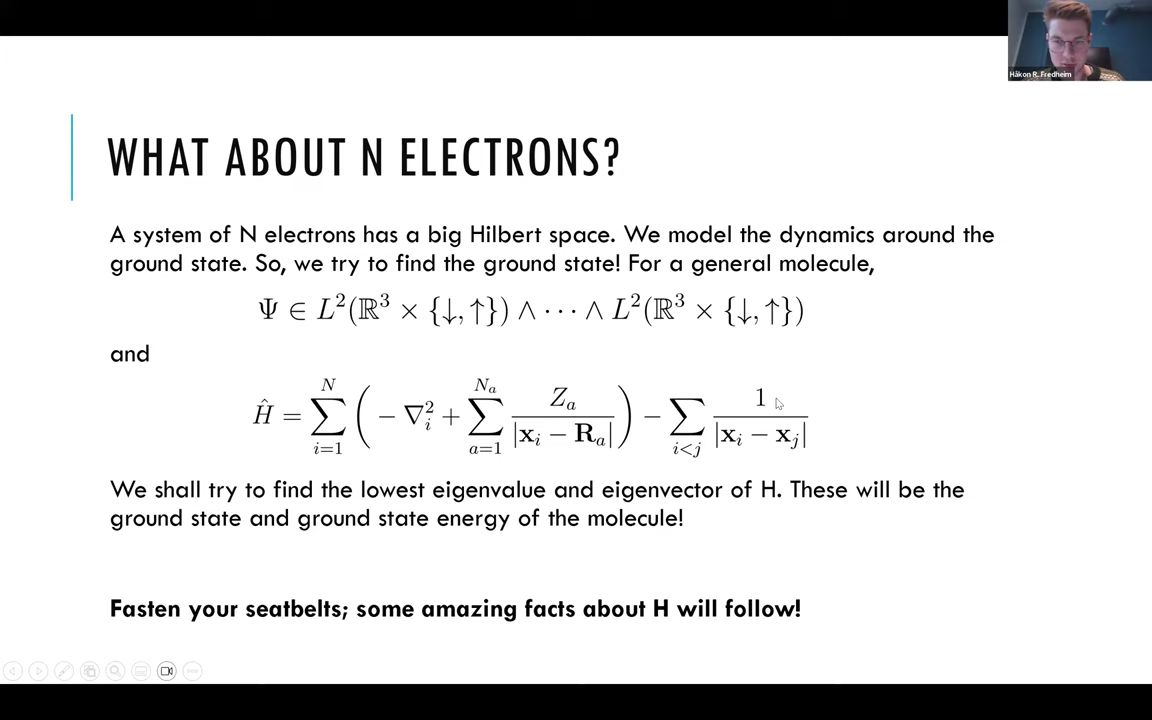 Håkon R. Fredheim
WHAT ABOUT N ELECTRONS?
A system of N electrons has a big Hilbert space. We model the dynamics around the
ground state. So, we try to find the ground state! For a general molecule,
Ψ ∈ L²(ℝ³ × {↓, ↑}) ∧ ··· ∧ L²(ℝ³ × {↓, ↑})
and
Ĥ = ∑_{i=1}^{N} ( − ∇_i² + ∑_{a=1}^{N_a} Z_a / |x_i − R_a| ) − ∑_{i<j} 1 / |x_i − x_j|
We shall try to find the lowest eigenvalue and eigenvector of H. These will be the
ground state and ground state energy of the molecule!
Fasten your seatbelts; some amazing facts about H will follow!